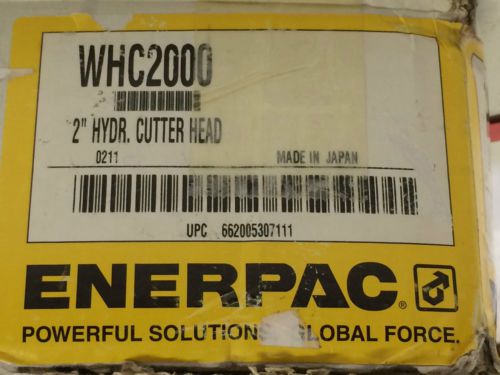 WHC2000
2" HYDR. CUTTER HEAD
0211 MADE IN JAPAN
UPC 662005307111
ENERPAC®
POWERFUL SOLUTIONS GLOBAL FORCE.